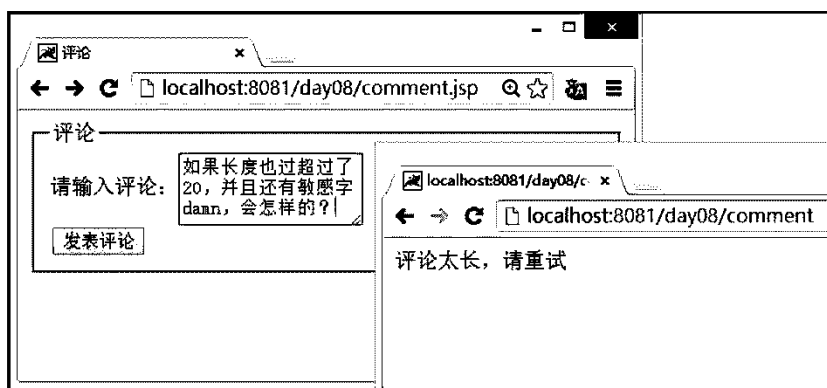 评论
localhost:8081/day08/comment.jsp
评论
请输入评论：
如果长度也过超过了
20，并且还有敏感字
damn，会怎样的？
发表评论
localhost:8081/day08/c
localhost:8081/day08/comment
评论太长，请重试